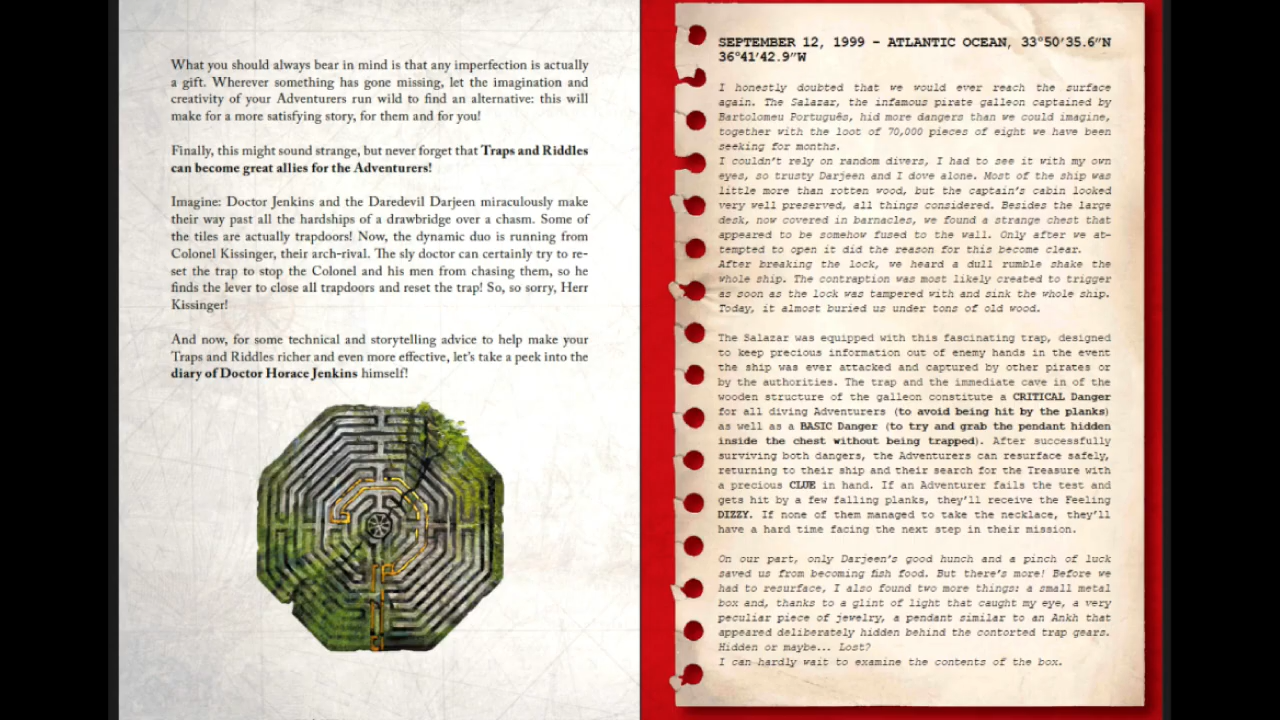 What you should always bear in mind is that any imperfection is actually
a gift. Wherever something has gone missing, let the imagination and
creativity of your Adventurers run wild to find an alternative: this will
make for a more satisfying story, for them and for you!
Finally, this might sound strange, but never forget that Traps and Riddles
can become great allies for the Adventurers!
Imagine: Doctor Jenkins and the Daredevil Darjeen miraculously make
their way past all the hardships of a drawbridge over a chasm. Some of
the tiles are actually trapdoors! Now, the dynamic duo is running from
Colonel Kissinger, their arch-rival. The sly doctor can certainly try to re-
set the trap to stop the Colonel and his men from chasing them, so he
finds the lever to close all trapdoors and reset the trap! So, so sorry, Herr
Kissinger!
And now, for some technical and storytelling advice to help make your
Traps and Riddles richer and even more effective, let's take a peek into the
diary of Doctor Horace Jenkins himself!
SEPTEMBER 12, 1999 – ATLANTIC OCEAN, 33°50′35.6″N
36°41′42.9″W
I honestly doubted that we would ever reach the surface
again. The Salazar, the infamous pirate galleon captained by
Bartolomeu Português, hid more dangers than we could imagine,
together with the loot of 70,000 pieces of eight we have been
seeking for months.
I couldn't rely on random divers, I had to see it with my own
eyes, so trusty Darjeen and I dove alone. Most of the ship was
little more than rotten wood, but the captain's cabin looked
very well preserved, all things considered. Besides the large
desk, now covered in barnacles, we found a strange chest that
appeared to be somehow fused to the wall. Only after we at-
tempted to open it did the reason for this become clear.
After breaking the lock, we heard a dull rumble shake the
whole ship. The contraption was most likely created to trigger
as soon as the lock was tampered with and sink the whole ship.
Today, it almost buried us under tons of old wood.
The Salazar was equipped with this fascinating trap, designed
to keep precious information out of enemy hands in the event
the ship was ever attacked and captured by other pirates or
by the authorities. The trap and the immediate cave in of the
wooden structure of the galleon constitute a CRITICAL Danger
for all diving Adventurers (to avoid being hit by the planks)
as well as a BASIC Danger (to try and grab the pendant hidden
inside the chest without being trapped). After successfully
surviving both dangers, the Adventurers can resurface safely,
returning to their ship and their search for the Treasure with
a precious CLUE in hand. If an Adventurer fails the test and
gets hit by a few falling planks, they'll receive the Feeling
DIZZY. If none of them managed to take the necklace, they'll
have a hard time facing the next step in their mission.
On our part, only Darjeen's good hunch and a pinch of luck
saved us from becoming fish food. But there's more! Before we
had to resurface, I also found two more things: a small metal
box and, thanks to a glint of light that caught my eye, a very
peculiar piece of jewelry, a pendant similar to an Ankh that
appeared deliberately hidden behind the contorted trap gears.
Hidden or maybe... Lost?
I can hardly wait to examine the contents of the box.